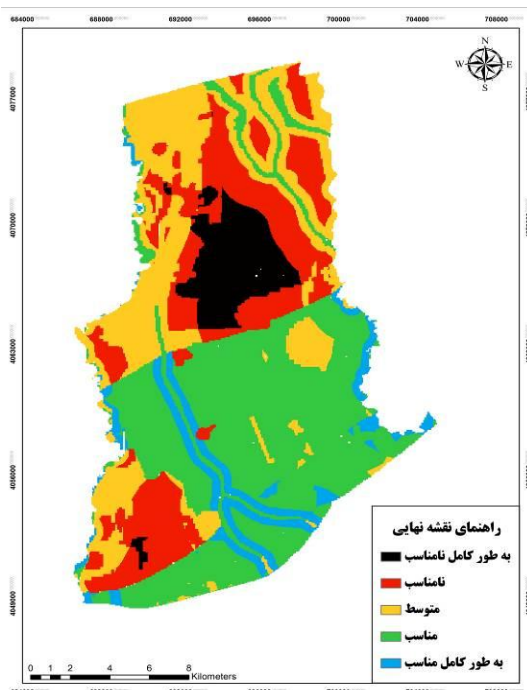 684000 688000 692000 696000 700000 704000 708000
N
W E
S
4077000
4070000
4063000
4056000
4049000
راهنمای نقشه نهایی
به طور کامل نامناسب
نامناسب
متوسط
مناسب
به طور کامل مناسب
0 1 2 4 6 8
Kilometers